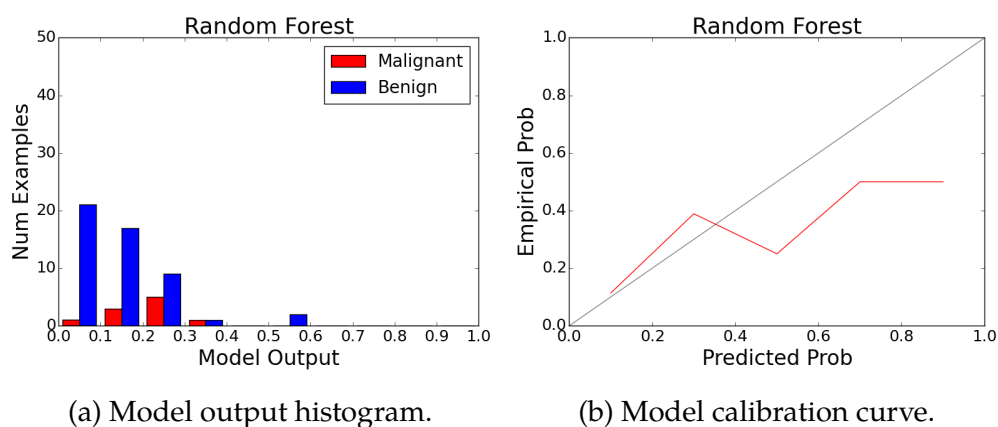 Random Forest
50
40
30
20
10
0
Num Examples
Malignant
Benign
0.0 0.1 0.2 0.3 0.4 0.5 0.6 0.7 0.8 0.9 1.0
Model Output
(a) Model output histogram.
Random Forest
1.0
0.8
0.6
0.4
0.2
0.0
Empirical Prob
0.0 0.2 0.4 0.6 0.8 1.0
Predicted Prob
(b) Model calibration curve.